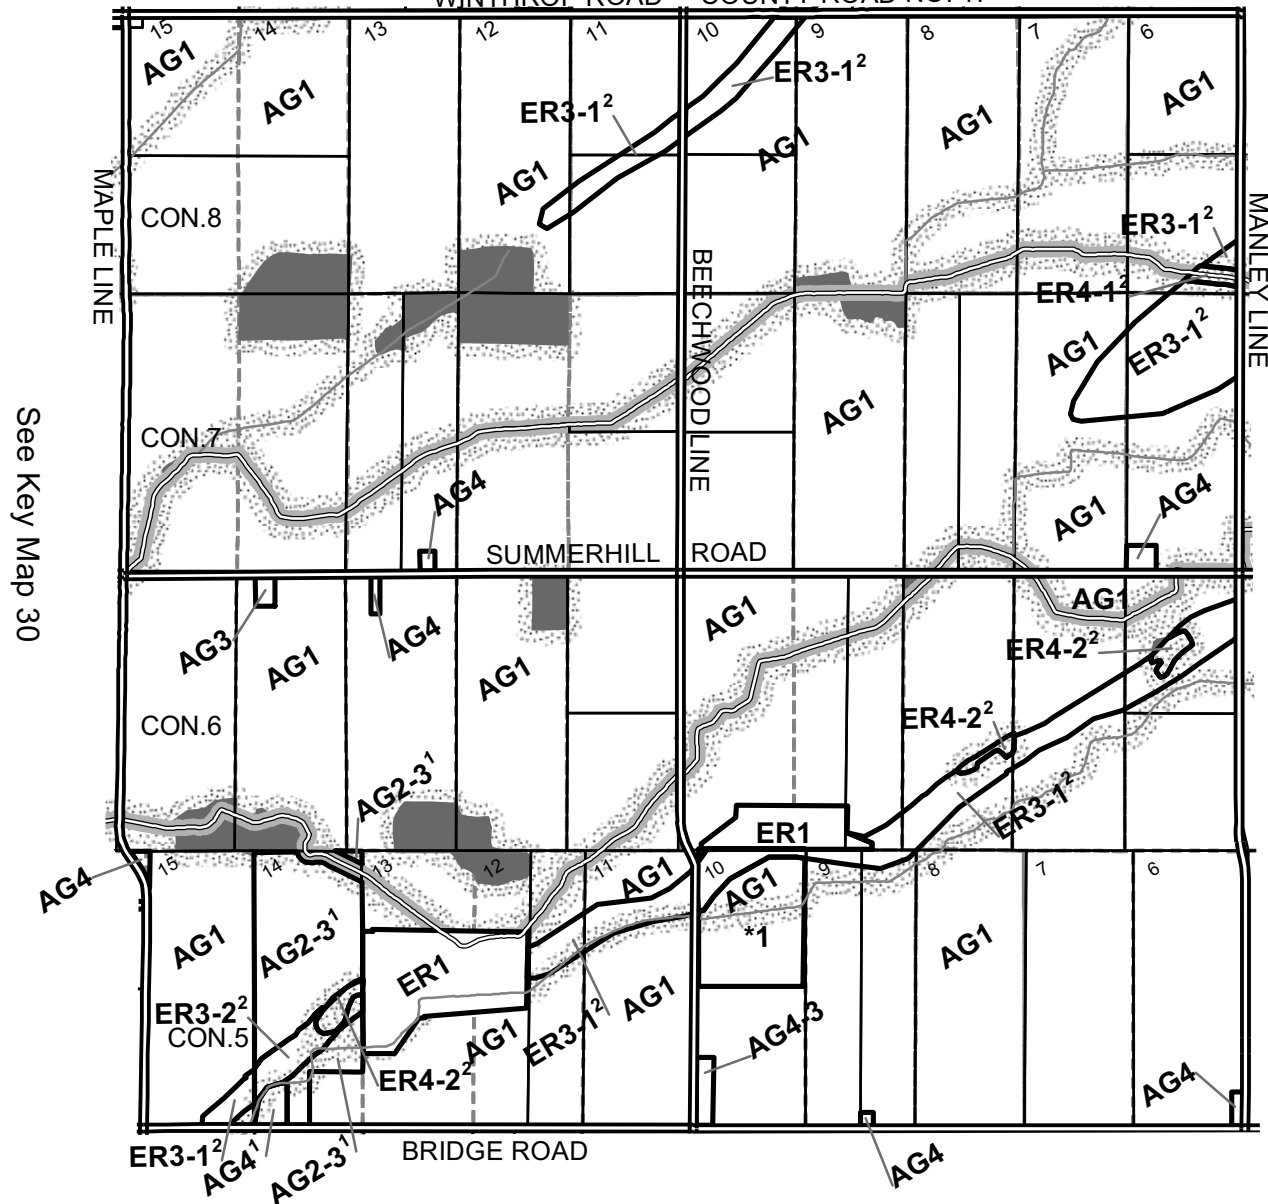 WINTHROP ROAD COUNTY ROAD NORTH
15 14 13 12 11 10 9 8 7 6
AG1
AG1
ER3-1²
ER3-1²
AG1
AG1
AG1
AG1
MAPLE LINE
CON.8
BEECHWOOD LINE
MANLEY LINE
ER3-1²
ER4-1²
AG1
ER3-1²
See Key Map 30
CON.7
AG1
AG4
AG1
AG4
SUMMERHILL ROAD
AG3
AG1
AG4
AG1
AG1
AG1
ER4-2²
CON.6
ER4-2²
AG2-3¹
ER3-1²
ER1
AG4
15 14 13 12 11 10 9 8 7 6
AG1
AG1
*1
AG1
AG2-3¹
ER1
AG1
AG1
ER3-2²
CON.5
AG1
ER3-1²
AG4-3
ER4-2²
AG4
ER3-1²
AG4¹
AG2-3¹
BRIDGE ROAD
AG4